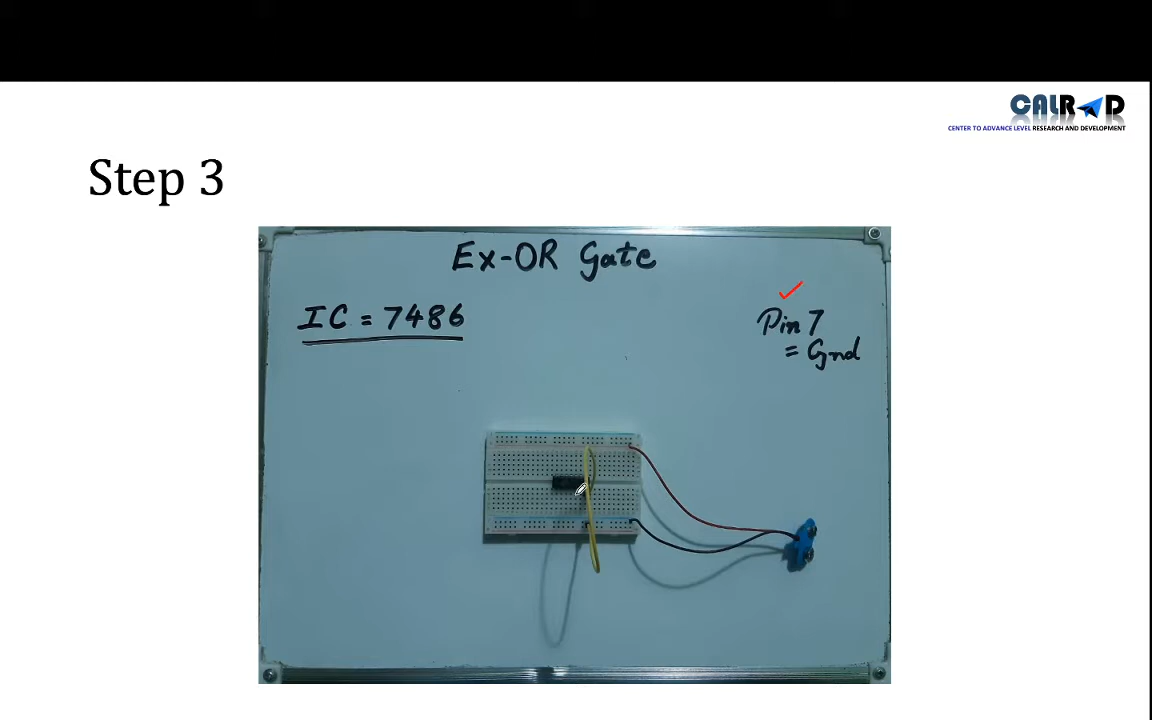 CALRAD
CENTER TO ADVANCE LEVEL RESEARCH AND DEVELOPMENT
Step 3
Ex-OR Gate
IC = 7486
Pin 7
= Gnd